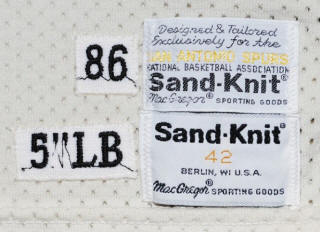 86
Designed & Tailored
Exclusively for the
SAN ANTONIO SPURS
NATIONAL BASKETBALL ASSOCIATION
Sand-Knit®
MacGregor® SPORTING GOODS
5"LB
Sand-Knit®
42
BERLIN, WI U.S.A.
MacGregor® SPORTING GOODS